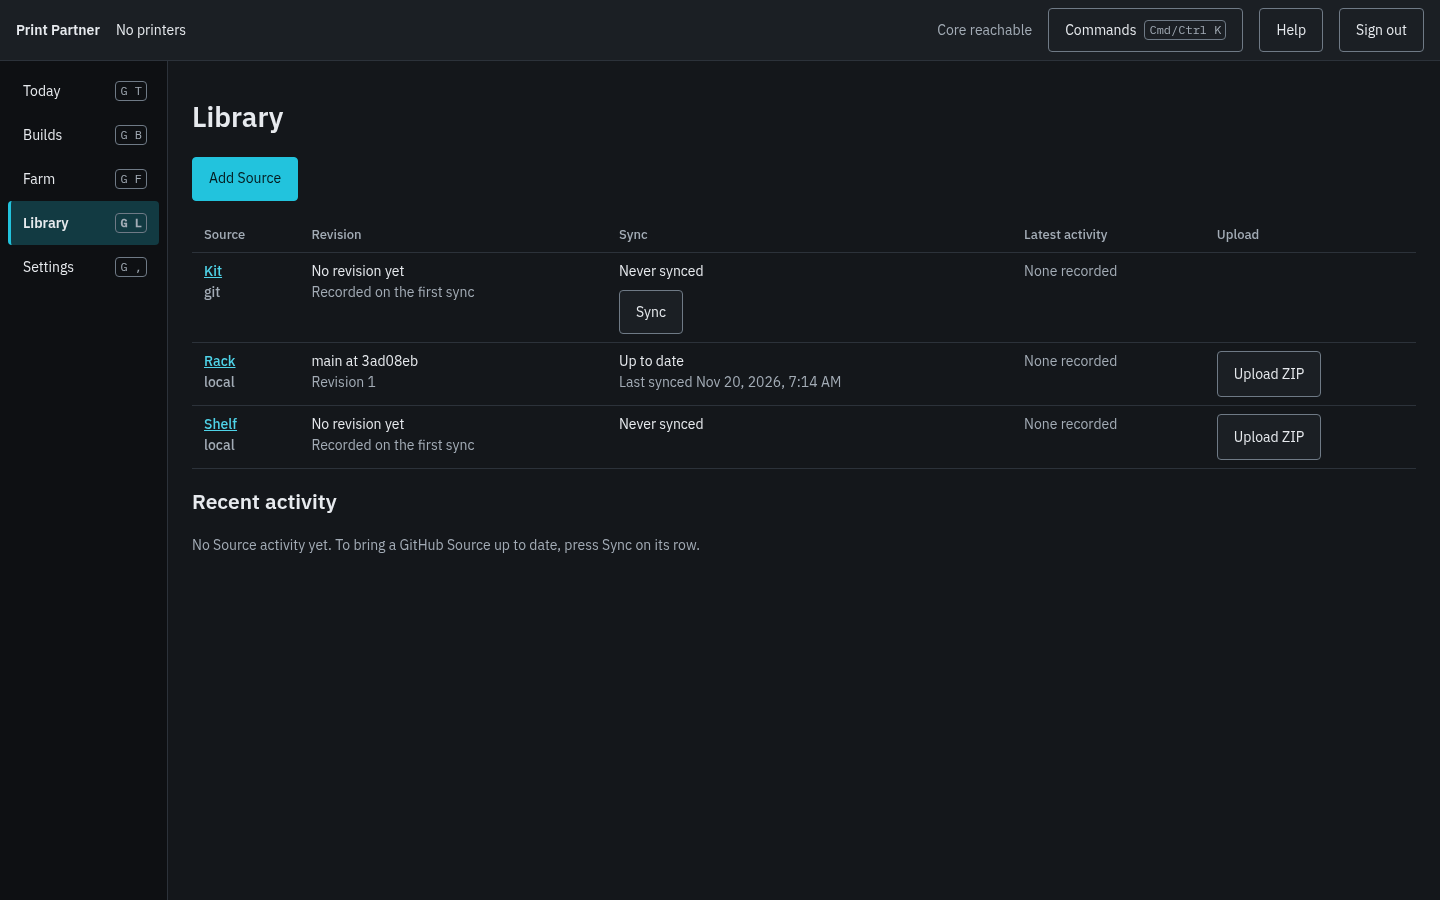 Print Partner No printers Core reachable Commands Cmd/Ctrl K Help Sign out
Today G T
Builds G B
Farm G F
Library G L
Settings G ,
Library
Add Source
Source Revision Sync Latest activity Upload
Kit No revision yet Never synced None recorded
git Recorded on the first sync
Sync
Rack main at 3ad08eb Up to date None recorded Upload ZIP
local Revision 1 Last synced Nov 20, 2026, 7:14 AM
Shelf No revision yet Never synced None recorded Upload ZIP
local Recorded on the first sync
Recent activity
No Source activity yet. To bring a GitHub Source up to date, press Sync on its row.